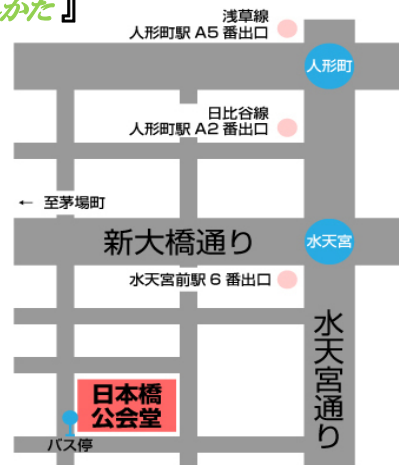 かた』
浅草線
人形町駅 A5 番出口
人形町
日比谷線
人形町駅 A2 番出口
← 至茅場町
新大橋通り
水天宮
水天宮前駅 6 番出口
水天宮通り
日本橋
公会堂
バス停